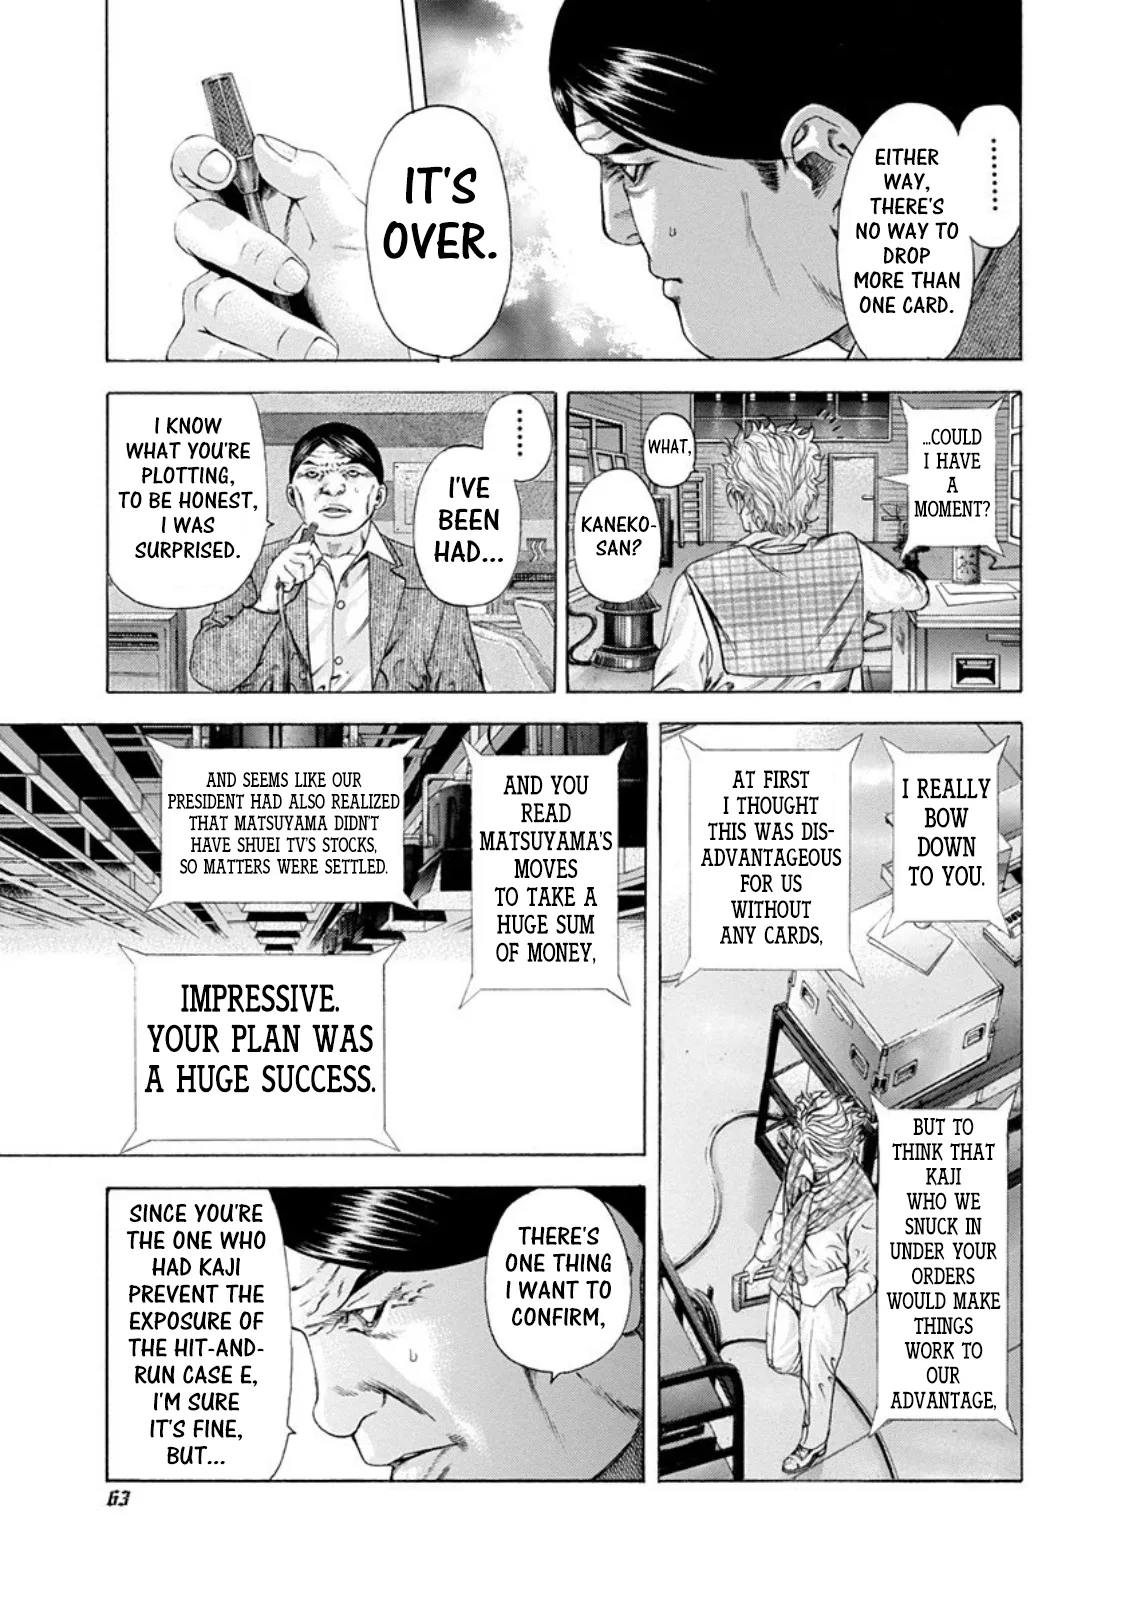 .........
EITHER
WAY,
THERE'S
NO WAY TO
DROP
MORE THAN
ONE CARD.
IT'S
OVER.
...COULD
I HAVE
A
MOMENT?
WHAT,
KANEKO-
SAN?
......
I'VE
BEEN
HAD...
I KNOW
WHAT YOU'RE
PLOTTING,
TO BE HONEST,
I WAS
SURPRISED.
I REALLY
BOW
DOWN
TO YOU.
AT FIRST
I THOUGHT
THIS WAS DIS-
ADVANTAGEOUS
FOR US
WITHOUT
ANY CARDS,
BUT TO
THINK THAT
KAJI
WHO WE
SNUCK IN
UNDER YOUR
ORDERS
WOULD MAKE
THINGS
WORK TO
OUR
ADVANTAGE,
AND YOU
READ
MATSUYAMA'S
MOVES
TO TAKE A
HUGE SUM
OF MONEY,
AND SEEMS LIKE OUR
PRESIDENT HAD ALSO REALIZED
THAT MATSUYAMA DIDN'T
HAVE SHUEI TV'S STOCKS,
SO MATTERS WERE SETTLED.
IMPRESSIVE.
YOUR PLAN WAS
A HUGE SUCCESS.
THERE'S
ONE THING
I WANT TO
CONFIRM,
SINCE YOU'RE
THE ONE WHO
HAD KAJI
PREVENT THE
EXPOSURE OF
THE HIT-AND-
RUN CASE E,
I'M SURE
IT'S FINE,
BUT...
63